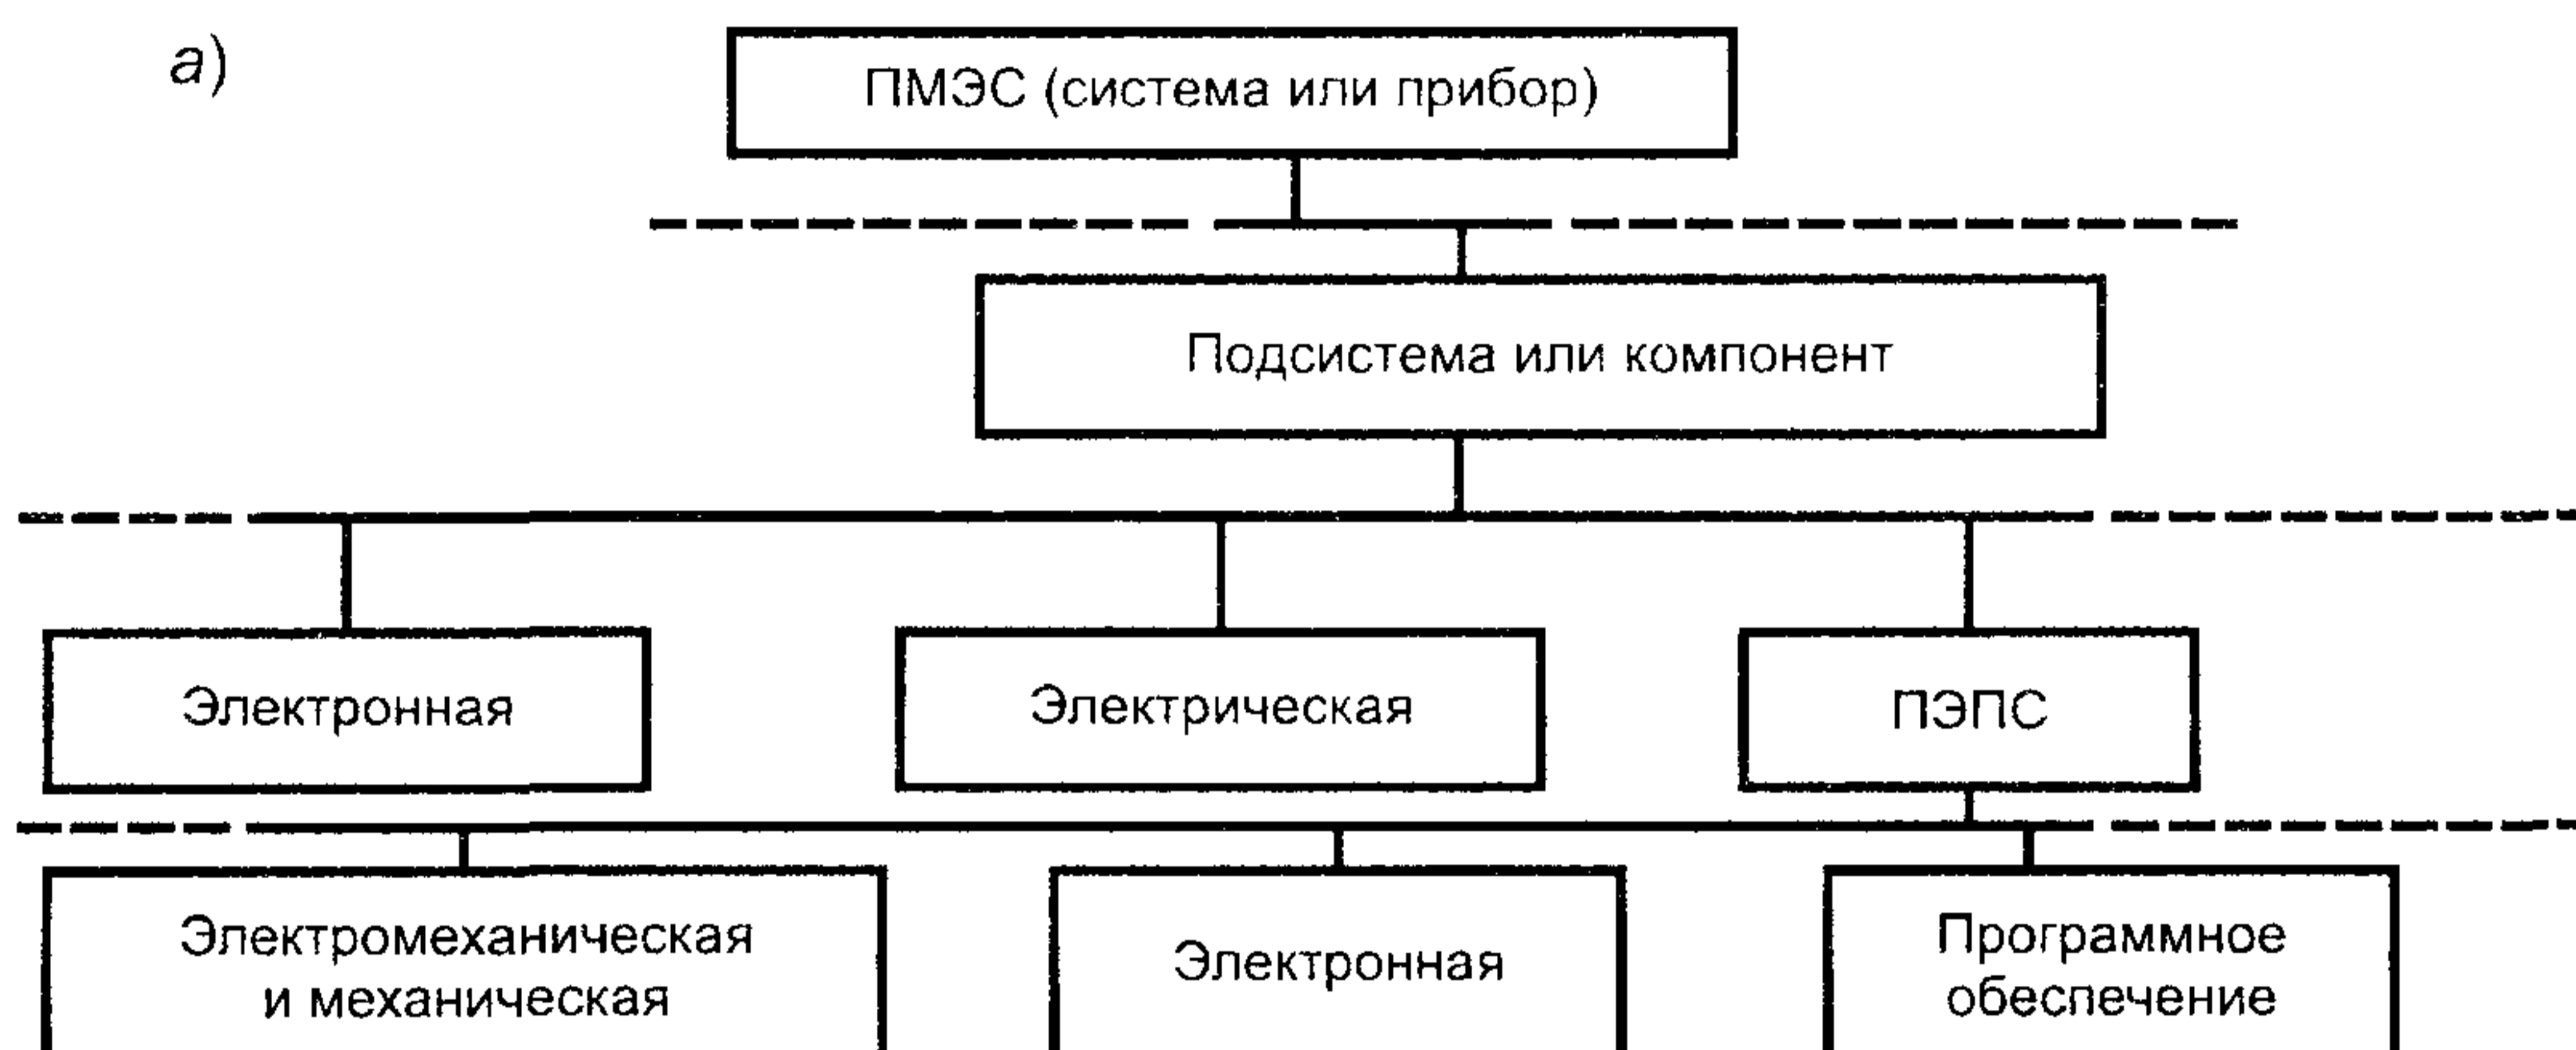 а)
ПМЭС (система или прибор)
Подсистема или компонент
Электронная
Электрическая
ПЭПС
Электромеханическая
и механическая
Электронная
Программное
обеспечение